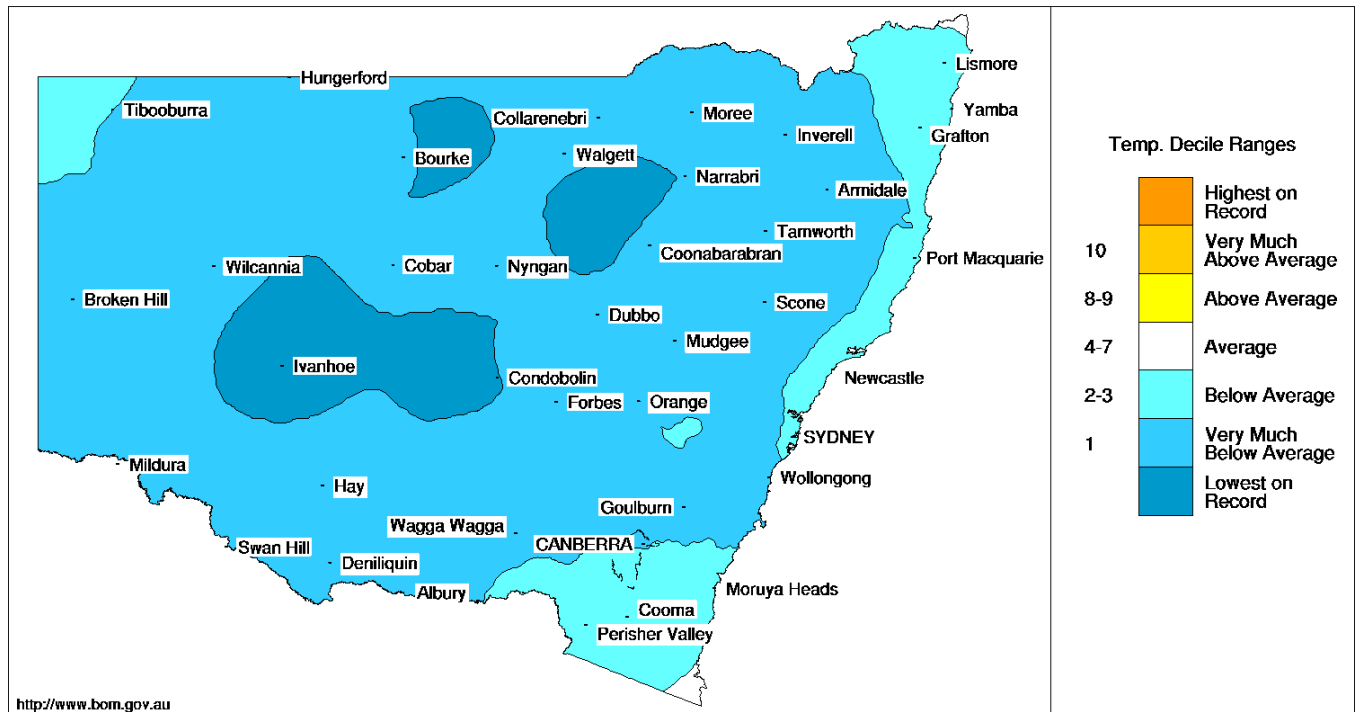 Hungerford
Lismore
Tibooburra
Collarenebri
Moree
Yamba
Inverell
Grafton
Bourke
Walgett
Narrabri
Armidale
Tamworth
Coonabarabran
Port Macquarie
Wilcannia
Cobar
Nyngan
Broken Hill
Scone
Dubbo
Mudgee
Ivanhoe
Condobolin
Newcastle
Forbes
Orange
SYDNEY
Mildura
Wollongong
Hay
Goulburn
Wagga Wagga
Swan Hill
CANBERRA
Deniliquin
Albury
Moruya Heads
Cooma
Perisher Valley
http://www.bom.gov.au
Temp. Decile Ranges
Highest on
Record
10 Very Much
Above Average
8-9 Above Average
4-7 Average
2-3 Below Average
1 Very Much
Below Average
Lowest on
Record